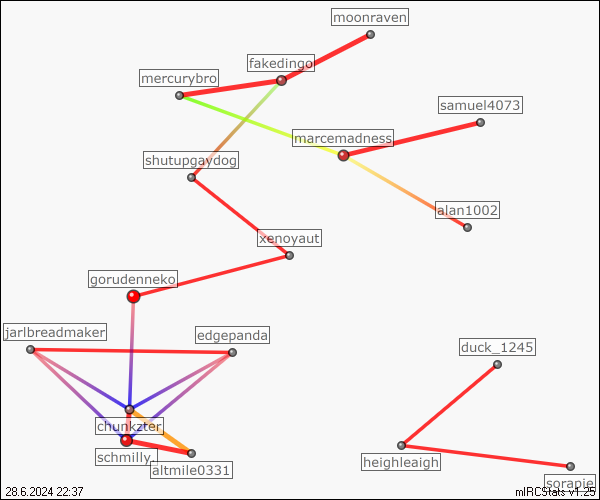 moonraven
fakedingo
mercurybro
samuel4073
marcemadness
shutupgaydog
alan1002
xenoyaut
gorudenneko
jarlbreadmaker
edgepanda
duck_1245
chunkzter
schmilly
altmile0331
heighleaigh
sorapie
28.6.2024 22:37
mIRCStats v1.25